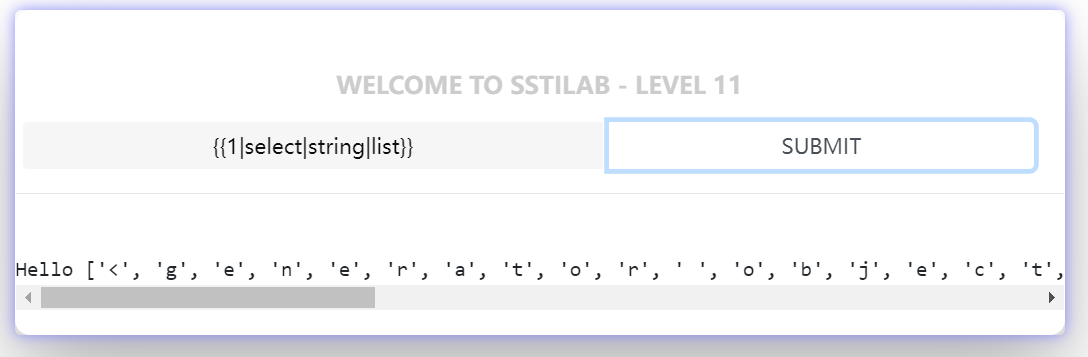 WELCOME TO SSTILAB - LEVEL 11
{{1|select|string|list}}
SUBMIT
Hello ['<', 'g', 'e', 'n', 'e', 'r', 'a', 't', 'o', 'r', ' ', 'o', 'b', 'j', 'e', 'c', 't',